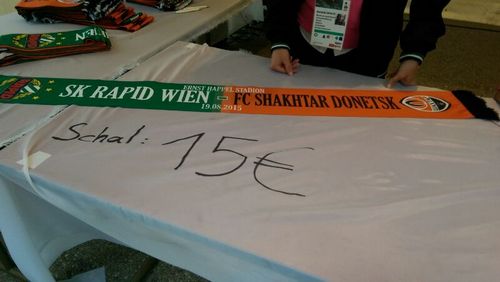 SK RAPID WIEN
ERNST HAPPEL STADION
19.08.2015
FC SHAKHTAR DONETSK
Schal: 15€